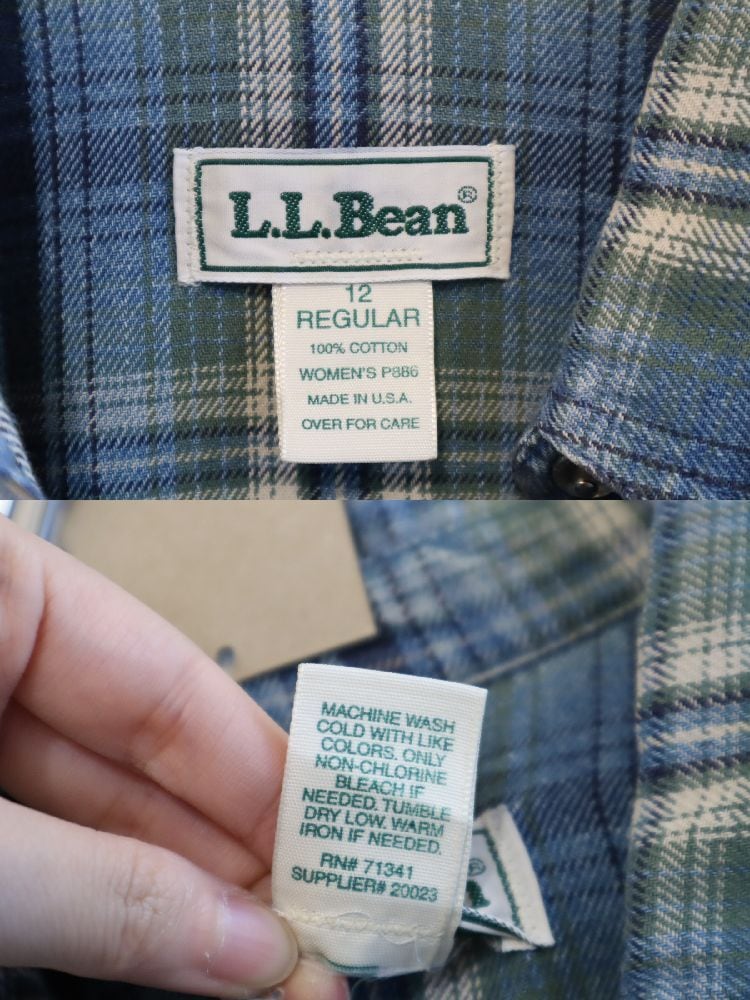 L.L.Bean®
12
REGULAR
100% COTTON
WOMEN'S P886
MADE IN U.S.A.
OVER FOR CARE
MACHINE WASH
COLD WITH LIKE
COLORS. ONLY
NON-CHLORINE
BLEACH IF
NEEDED. TUMBLE
DRY LOW. WARM
IRON IF NEEDED.
RN# 71341
SUPPLIER# 20023
®